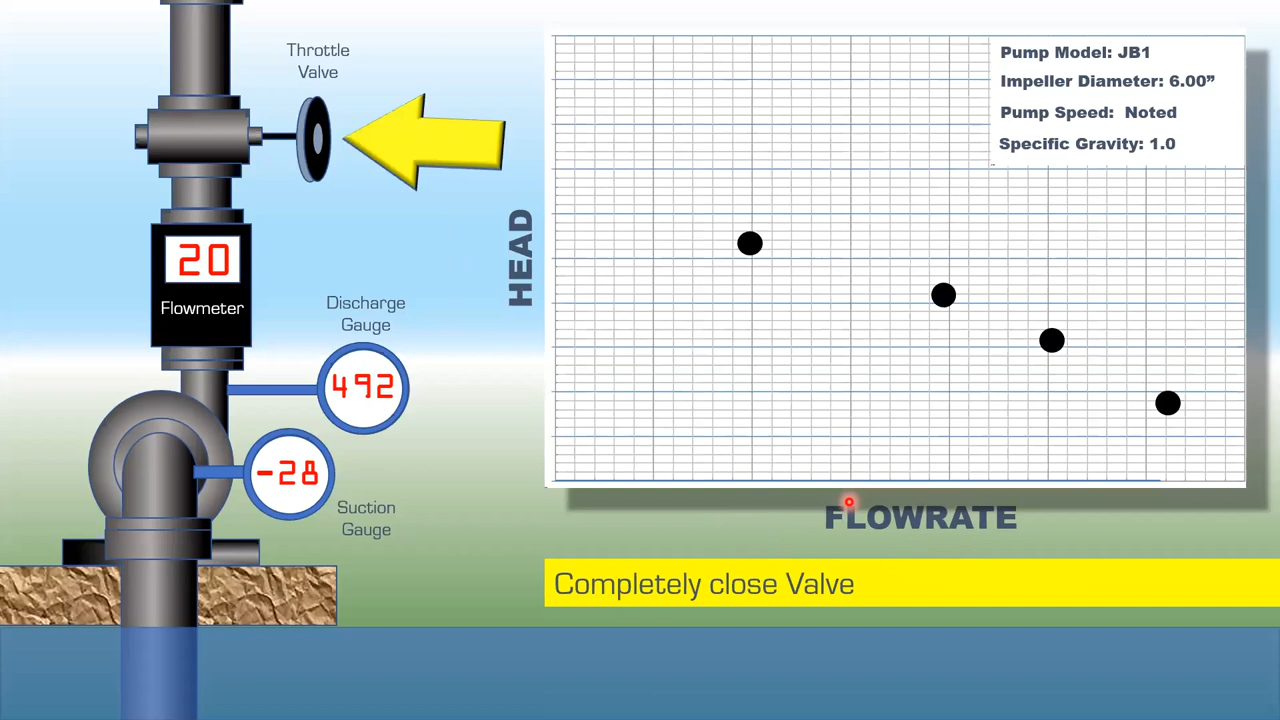 Throttle
Valve
20
Flowmeter
Discharge
Gauge
492
-28
Suction
Gauge
HEAD
Pump Model: JB1
Impeller Diameter: 6.00”
Pump Speed: Noted
Specific Gravity: 1.0
FLOWRATE
Completely close Valve